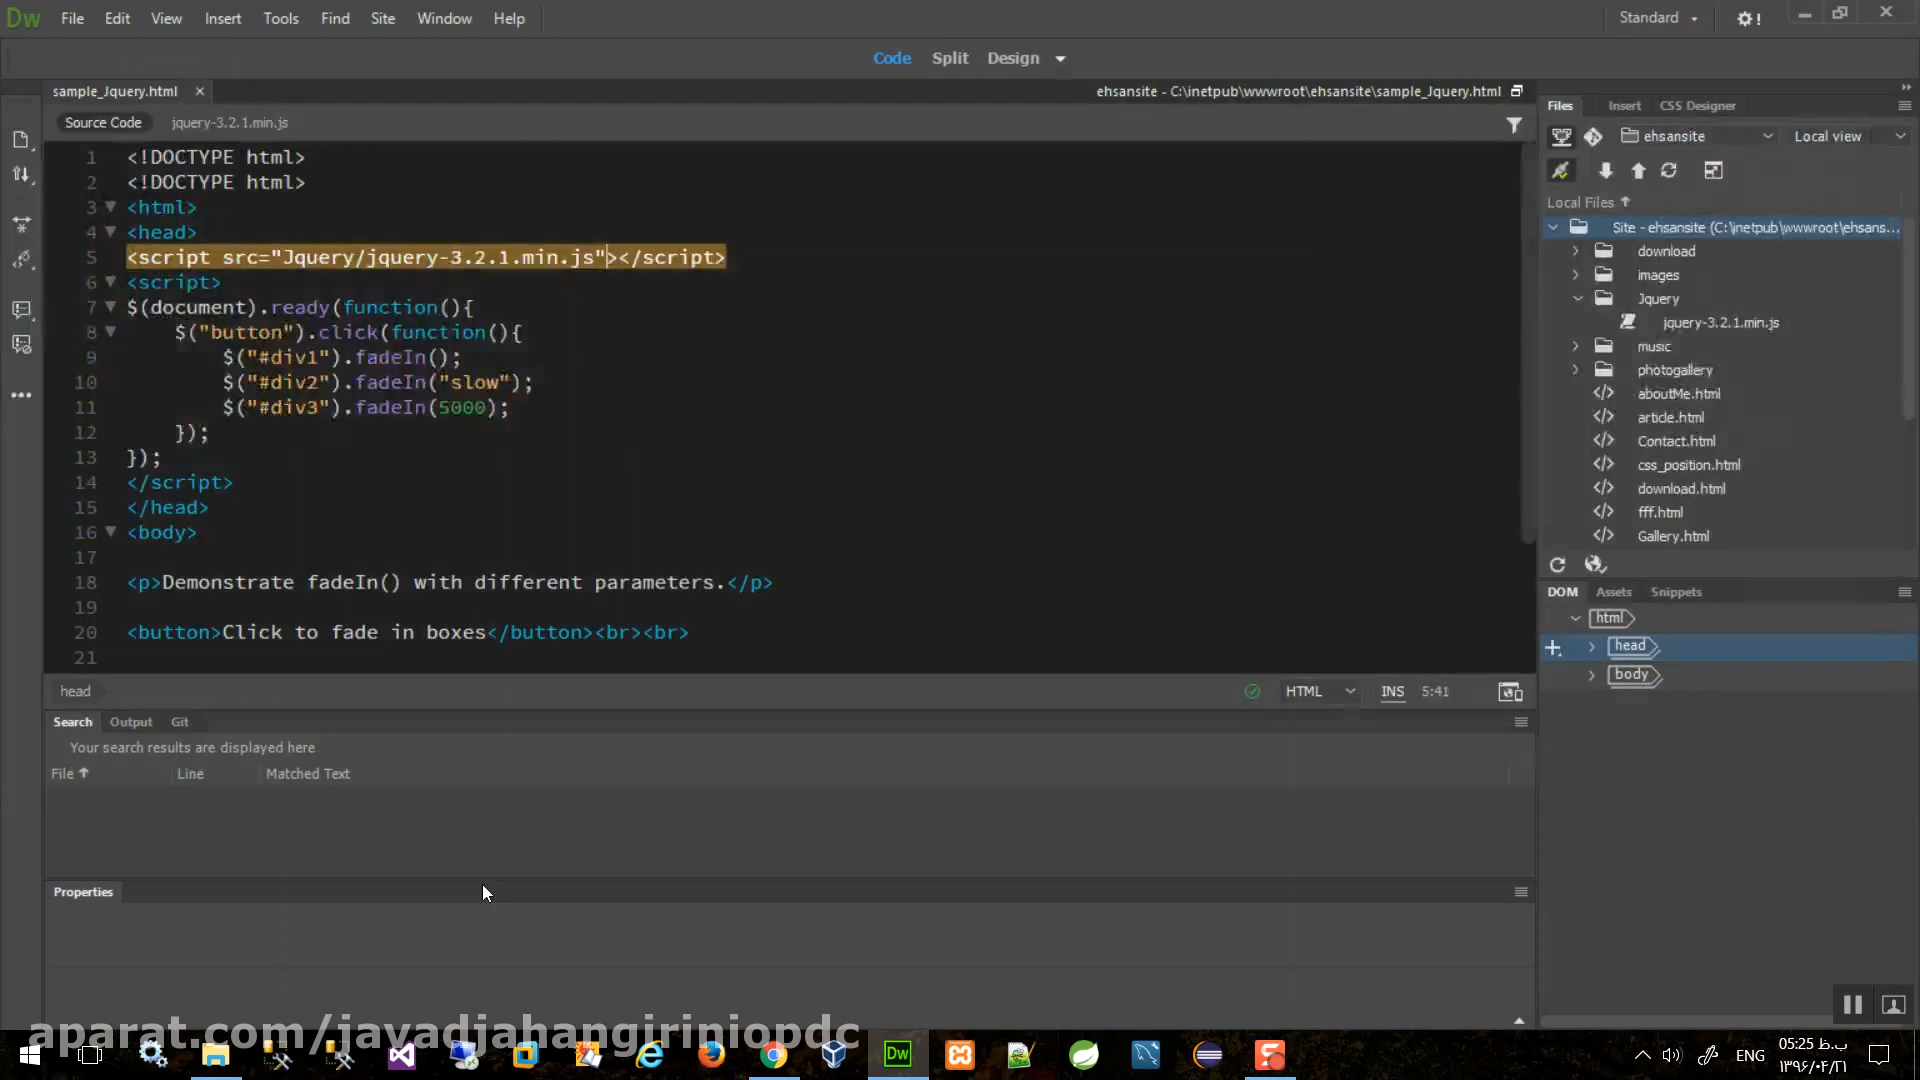 Dw File Edit View Insert Tools Find Site Window Help Standard
Code Split Design
sample_Jquery.html ehsansite - C:\inetpub\wwwroot\ehsansite\sample_Jquery.html
Source Code jquery-3.2.1.min.js
1 <!DOCTYPE html>
2 <!DOCTYPE html>
3 <html>
4 <head>
5 <script src="Jquery/jquery-3.2.1.min.js"></script>
6 <script>
7 $(document).ready(function(){
8 $("button").click(function(){
9 $("#div1").fadeIn();
10 $("#div2").fadeIn("slow");
11 $("#div3").fadeIn(5000);
12 });
13 });
14 </script>
15 </head>
16 <body>
17
18 <p>Demonstrate fadeIn() with different parameters.</p>
19
20 <button>Click to fade in boxes</button><br><br>
21
head HTML INS 5:41
Search Output Git
Your search results are displayed here
File Line Matched Text
Properties
Files Insert CSS Designer
ehsansite Local view
Local Files
Site - ehsansite (C:\inetpub\wwwroot\ehsans...
download
images
Jquery
jquery-3.2.1.min.js
music
photogallery
aboutMe.html
article.html
Contact.html
css_position.html
download.html
fff.html
Gallery.html
DOM Assets Snippets
html
head
body
aparat.com/javadjahangiriniopdc
Dw
ENG
05:25 ب.ظ
۱۳۹۶/۰۴/۲۱